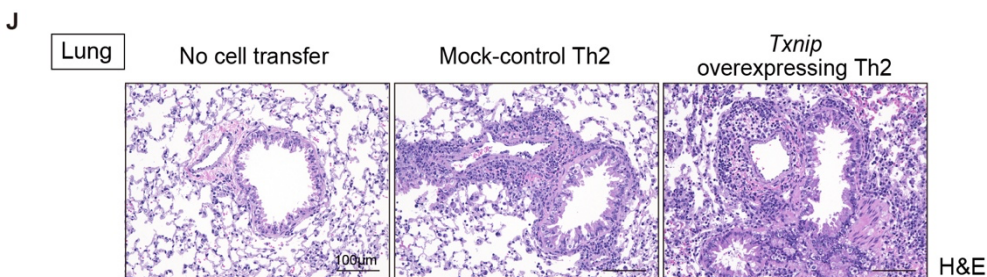 J
Lung
No cell transfer
Mock-control Th2
Txnip
overexpressing Th2
100μm
H&E